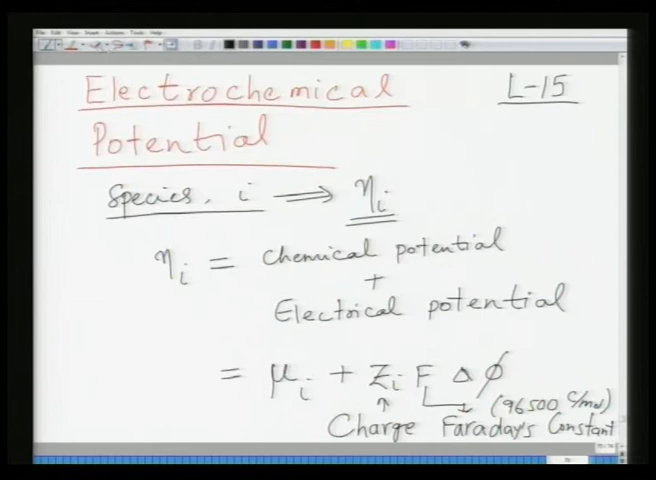 Electrochemical L-15
Potential
Species, i ⟹ ηi
ηi = Chemical potential
+
Electrical potential
= μi + Zi F Δϕ
↑ (96500 C/mol)
Charge Faraday's Constant